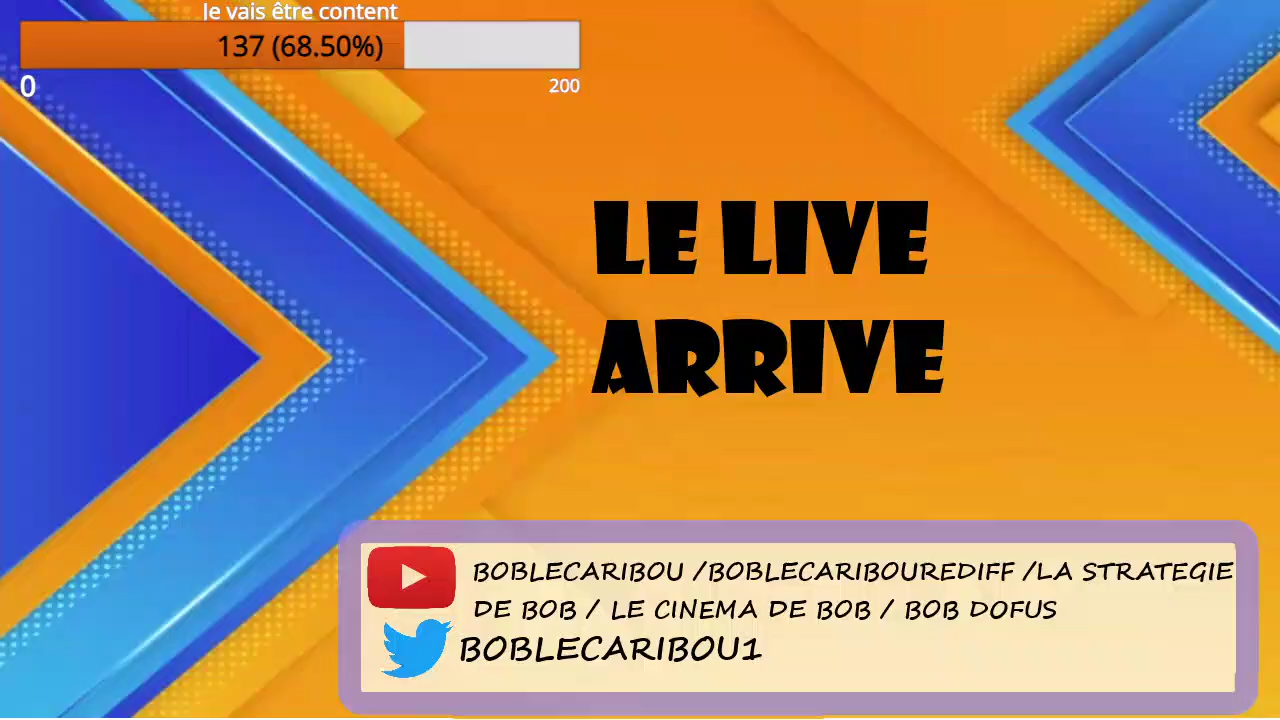 Je vais être content
137 (68.50%)
0
200
LE LIVE
ARRIVE
BOBLECARIBOU /BOBLECARIBOUREDIFF /LA STRATEGIE
DE BOB / LE CINEMA DE BOB / BOB DOFUS
BOBLECARIBOU1